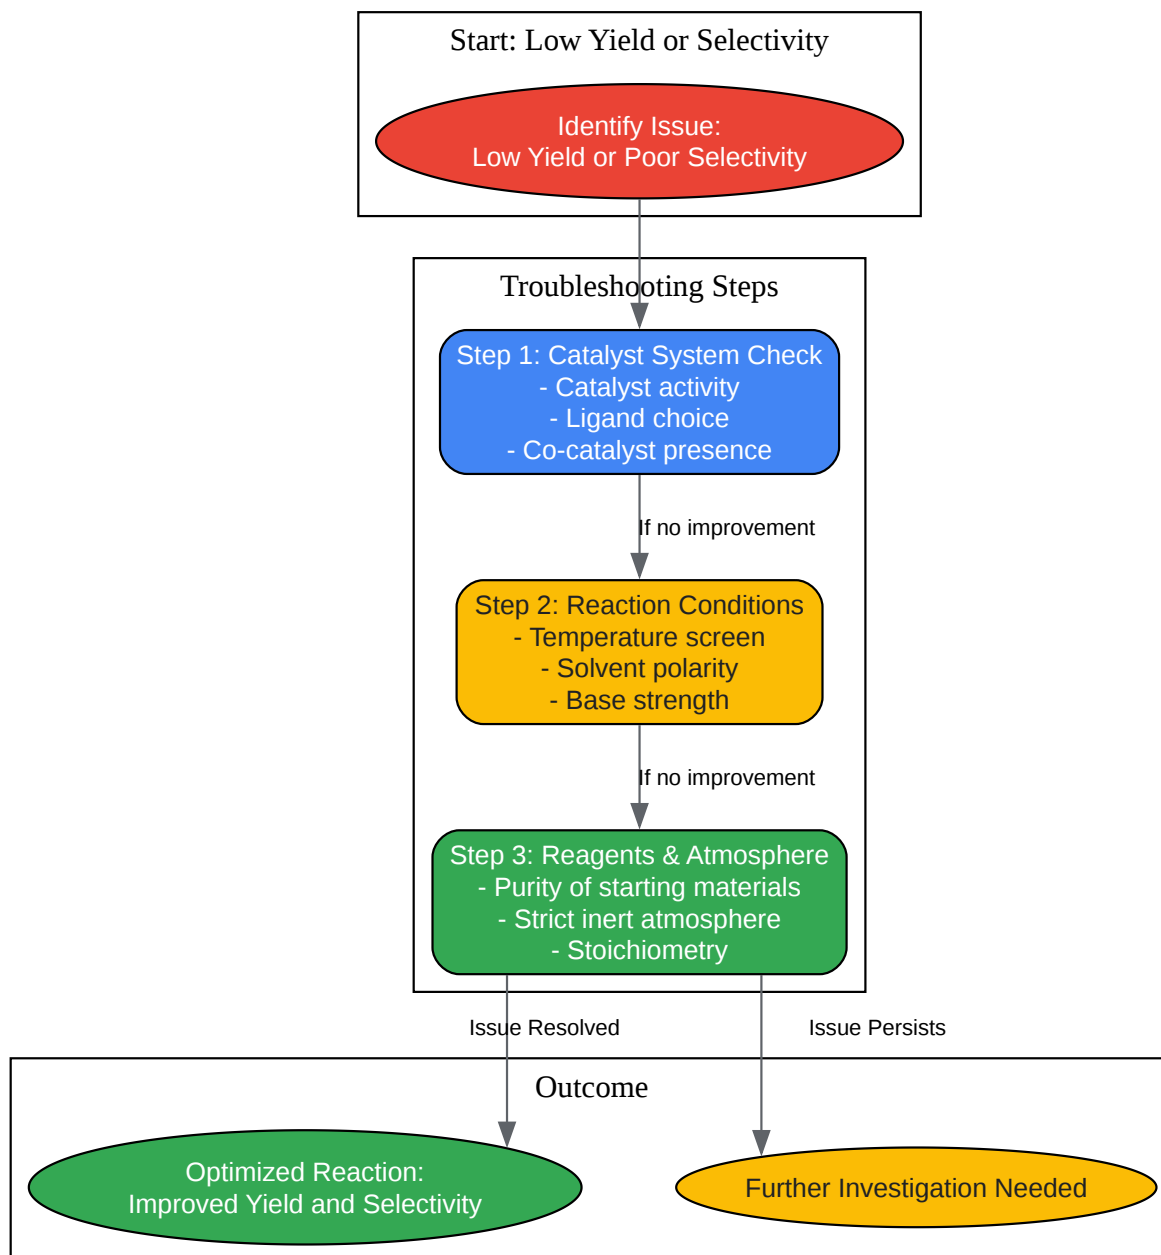 Start: Low Yield or Selectivity
Identify Issue:
Low Yield or Poor Selectivity
Troubleshooting Steps
Step 1: Catalyst System Check
- Catalyst activity
- Ligand choice
- Co-catalyst presence
If no improvement
Step 2: Reaction Conditions
- Temperature screen
- Solvent polarity
- Base strength
If no improvement
Step 3: Reagents & Atmosphere
- Purity of starting materials
- Strict inert atmosphere
- Stoichiometry
Issue Resolved
Issue Persists
Outcome
Optimized Reaction:
Improved Yield and Selectivity
Further Investigation Needed